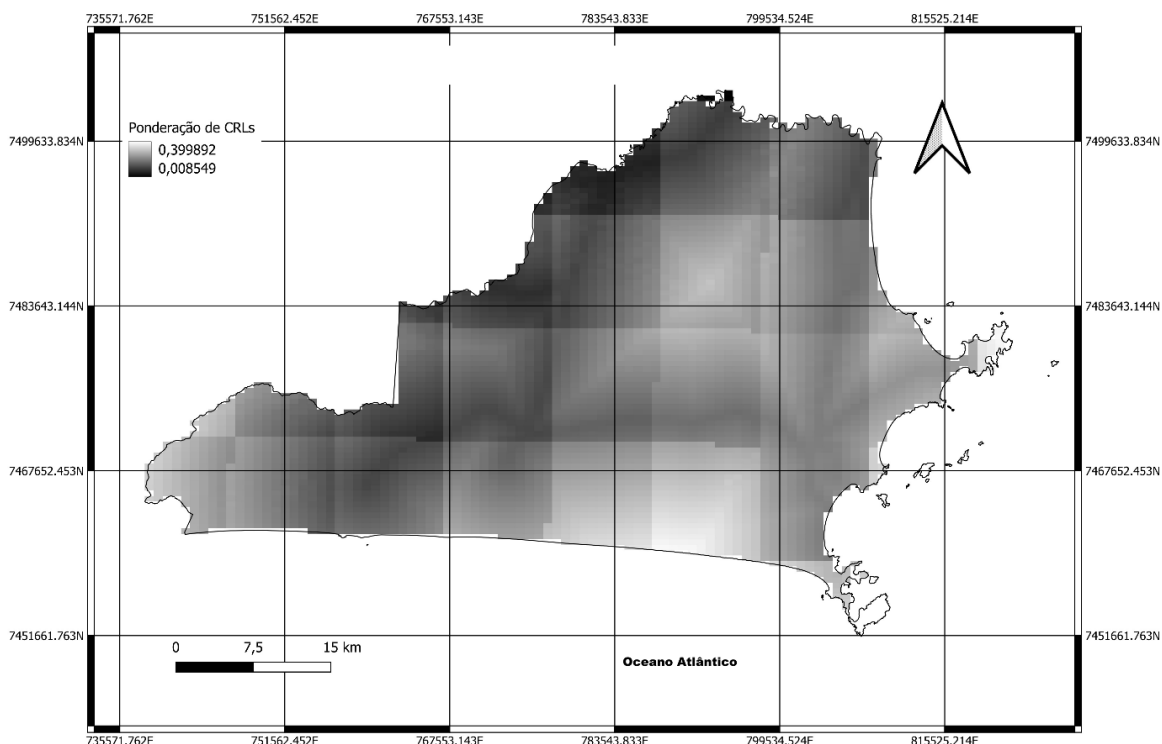 735571.762E 751562.452E 767553.143E 783543.833E 799534.524E 815525.214E
Ponderação de CRLs
0,399892
0,008549
7499633.834N 7499633.834N
7483643.144N 7483643.144N
7467652.453N 7467652.453N
7451661.763N 7451661.763N
0 7,5 15 km
Oceano Atlântico
735571.762E 751562.452E 767553.143E 783543.833E 799534.524E 815525.214E